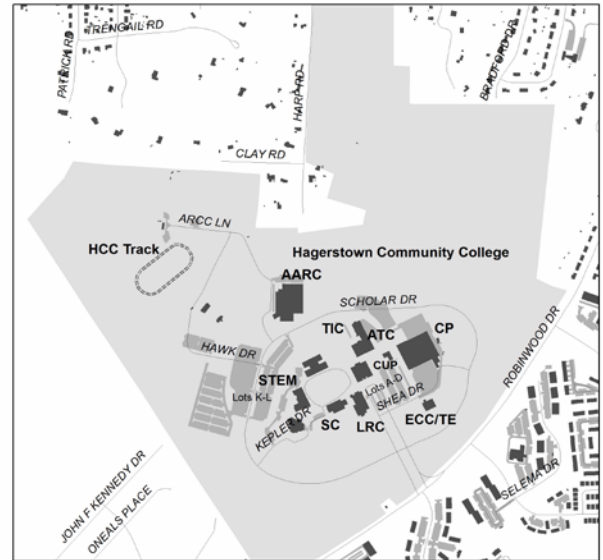 TRENGAIL RD
PATRICK RD
BRADFORD DR
HARP RD
CLAY RD
ARCC LN
HCC Track
Hagerstown Community College
AARC
SCHOLAR DR
ROBINWOOD DR
TIC
ATC
CP
HAWK DR
CUP
STEM
Lots A-D
Lots K-L
SHEA DR
KEPLER DR
SC
LRC
ECC/TE
SELEMA DR
JOHN F KENNEDY DR
ONEALS PLACE